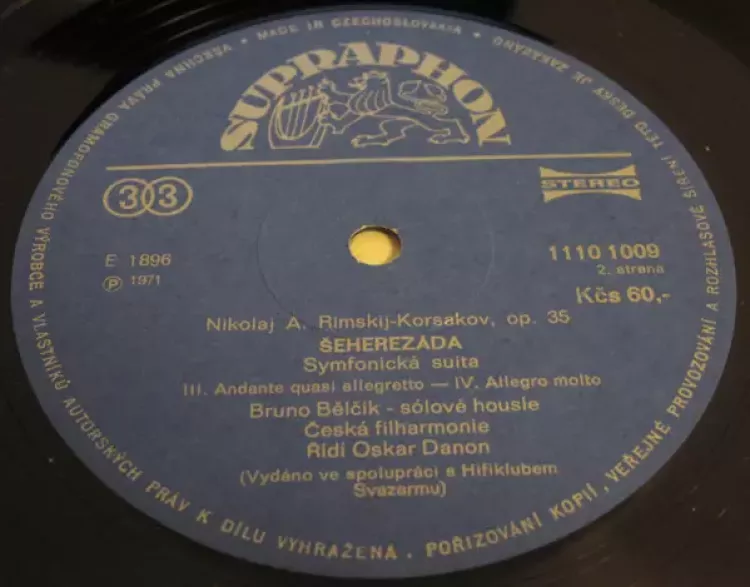 VŠECHNA PRÁVA GRAMOFONOVÉHO VÝROBCE A VLASTNÍKŮ AUTORSKÝCH PRÁV K DÍLU VYHRAŽENA . POŘIZOVÁNÍ KOPIÍ, VEŘEJNÉ PROVOZOVÁNÍ A ROZHLASOVÉ ŠÍŘENÍ TÉTO DESKY JE ZAKÁZÁNO • MADE IN CZECHOSLOVAKIA •
SUPRAPHON
33
STEREO
E 1896
℗ 1971
1110 1009
2. strana
Kčs 60,-
Nikolaj A. Rimskij-Korsakov, op. 35
ŠEHEREZÁDA
Symfonická suita
III. Andante quasi allegretto — IV. Allegro molto
Bruno Bělčík - sólové housle
Česká filharmonie
Řídí Oskar Danon
(Vydáno ve spolupráci s Hifiklubem
Svazarmu)